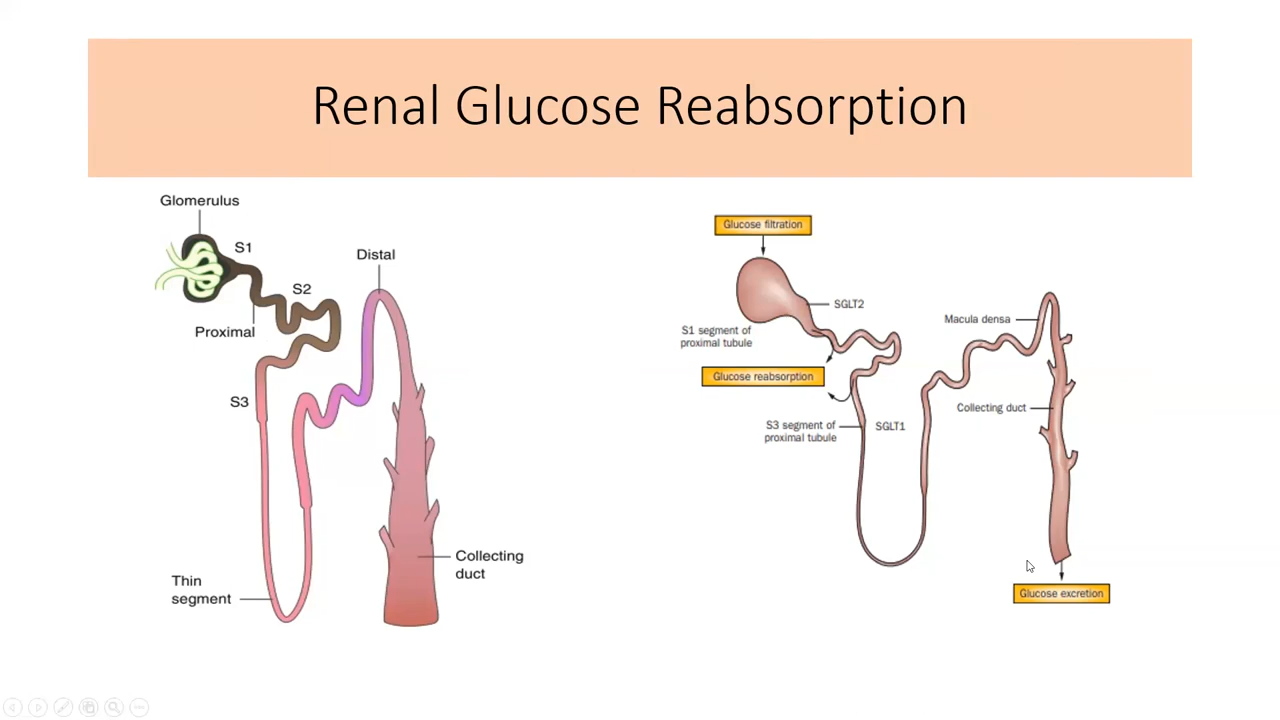 Renal Glucose Reabsorption
Glomerulus
S1
S2
Distal
Proximal
S3
Thin
segment
Collecting
duct
Glucose filtration
SGLT2
S1 segment of
proximal tubule
Glucose reabsorption
S3 segment of
proximal tubule
SGLT1
Macula densa
Collecting duct
Glucose excretion